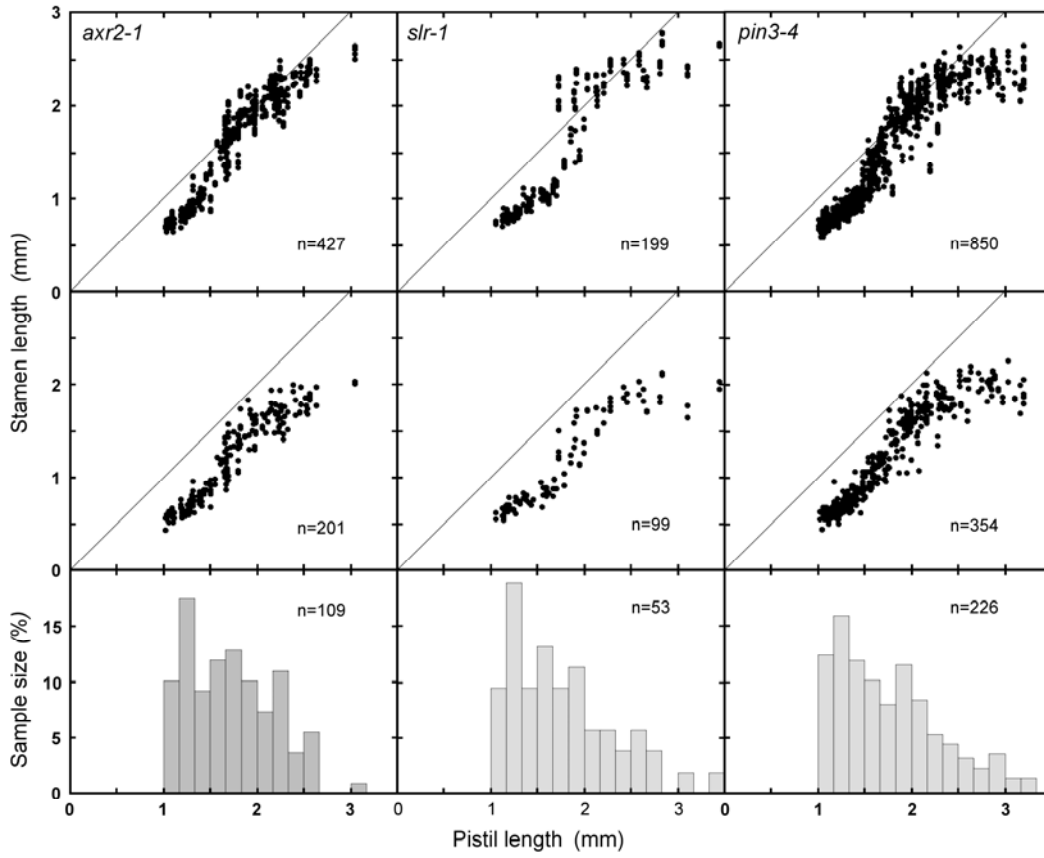 axr2-1 slr-1 pin3-4
3
2
1
0
n=427 n=199 n=850
Stamen length (mm)
2
1
0
n=201 n=99 n=354
Sample size (%)
15
10
5
0
n=109 n=53 n=226
0 1 2 3 0 1 2 3 0 1 2 3
Pistil length (mm)